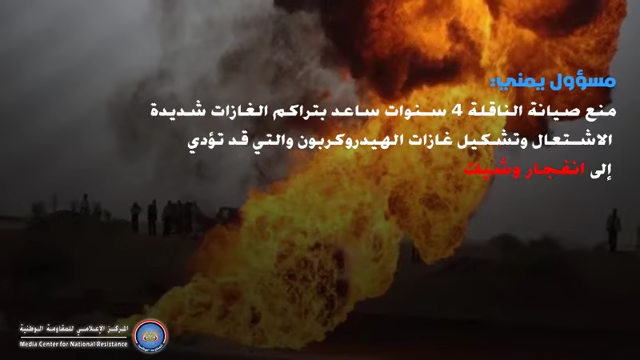 مسؤول يمني:
منع صيانة الناقلة 4 سنوات ساعد بتراكم الغازات شديدة
الاشتعال وتشكيل غازات الهيدروكربون والتي قد تؤدي
إلى انفجار وشيك
المركز الإعلامي للمقاومة الوطنية
Media Center for National Resistance